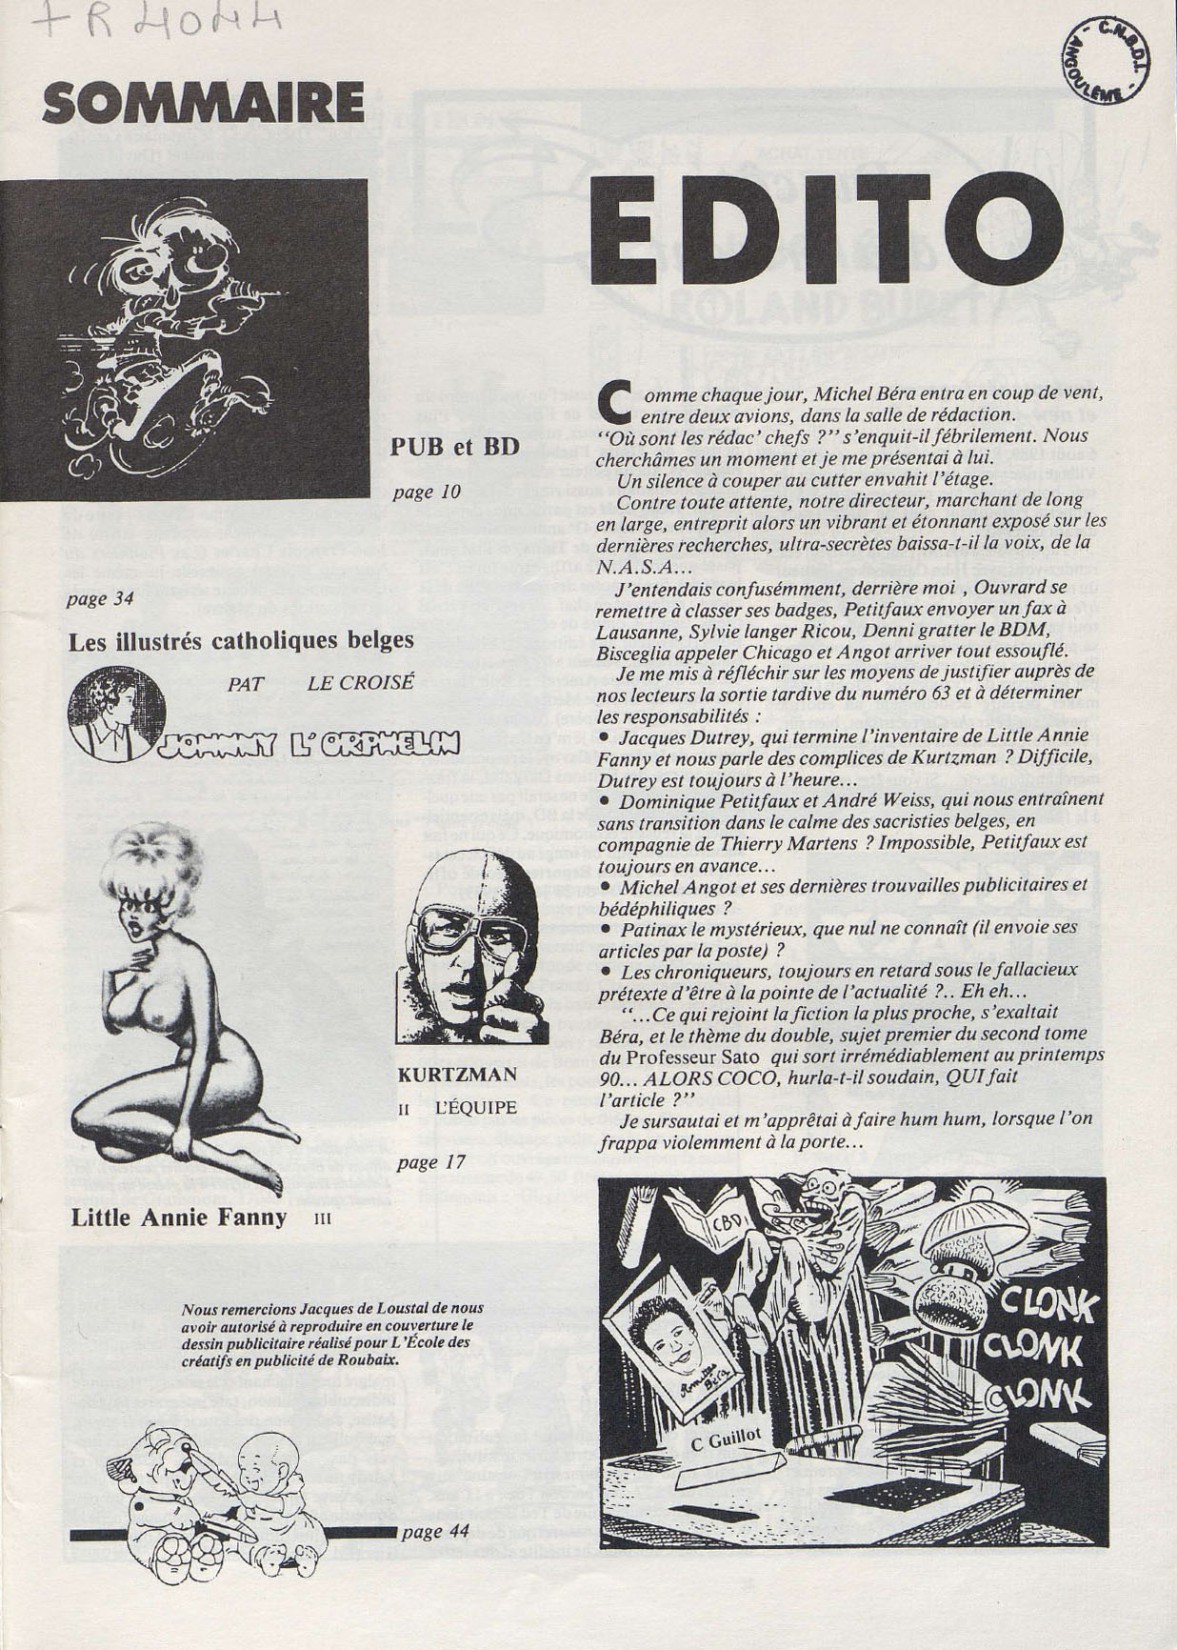 FR 4044
C.N.B.D.I. - ANGOULÊME -
SOMMAIRE
PUB et BD
page 10
page 34
Les illustrés catholiques belges
PAT LE CROISÉ
JOHNNY L'ORPHELIN
KURTZMAN
II L'ÉQUIPE
page 17
Little Annie Fanny III
Nous remercions Jacques de Loustal de nous
avoir autorisé à reproduire en couverture le
dessin publicitaire réalisé pour L'École des
créatifs en publicité de Roubaix.
page 44
EDITO
Comme chaque jour, Michel Béra entra en coup de vent,
entre deux avions, dans la salle de rédaction.
"Où sont les rédac' chefs ?" s'enquit-il fébrilement. Nous
cherchâmes un moment et je me présentai à lui.
Un silence à couper au cutter envahit l'étage.
Contre toute attente, notre directeur, marchant de long
en large, entreprit alors un vibrant et étonnant exposé sur les
dernières recherches, ultra-secrètes baissa-t-il la voix, de la
N.A.S.A...
J'entendais confusémment, derrière moi , Ouvrard se
remettre à classer ses badges, Petitfaux envoyer un fax à
Lausanne, Sylvie langer Ricou, Denni gratter le BDM,
Bisceglia appeler Chicago et Angot arriver tout essouflé.
Je me mis à réfléchir sur les moyens de justifier auprès de
nos lecteurs la sortie tardive du numéro 63 et à déterminer
les responsabilités :
• Jacques Dutrey, qui termine l'inventaire de Little Annie
Fanny et nous parle des complices de Kurtzman ? Difficile,
Dutrey est toujours à l'heure...
• Dominique Petitfaux et André Weiss, qui nous entraînent
sans transition dans le calme des sacristies belges, en
compagnie de Thierry Martens ? Impossible, Petitfaux est
toujours en avance...
• Michel Angot et ses dernières trouvailles publicitaires et
bédéphiliques ?
• Patinax le mystérieux, que nul ne connaît (il envoie ses
articles par la poste) ?
• Les chroniqueurs, toujours en retard sous le fallacieux
prétexte d'être à la pointe de l'actualité ?.. Eh eh...
"...Ce qui rejoint la fiction la plus proche, s'exaltait
Béra, et le thème du double, sujet premier du second tome
du Professeur Sato qui sort irrémédiablement au printemps
90... ALORS COCO, hurla-t-il soudain, QUI fait
l'article ?"
Je sursautai et m'apprêtai à faire hum hum, lorsque l'on
frappa violemment à la porte...
CBD
CLONK
CLONK
CLONK
Béra
C Guillot